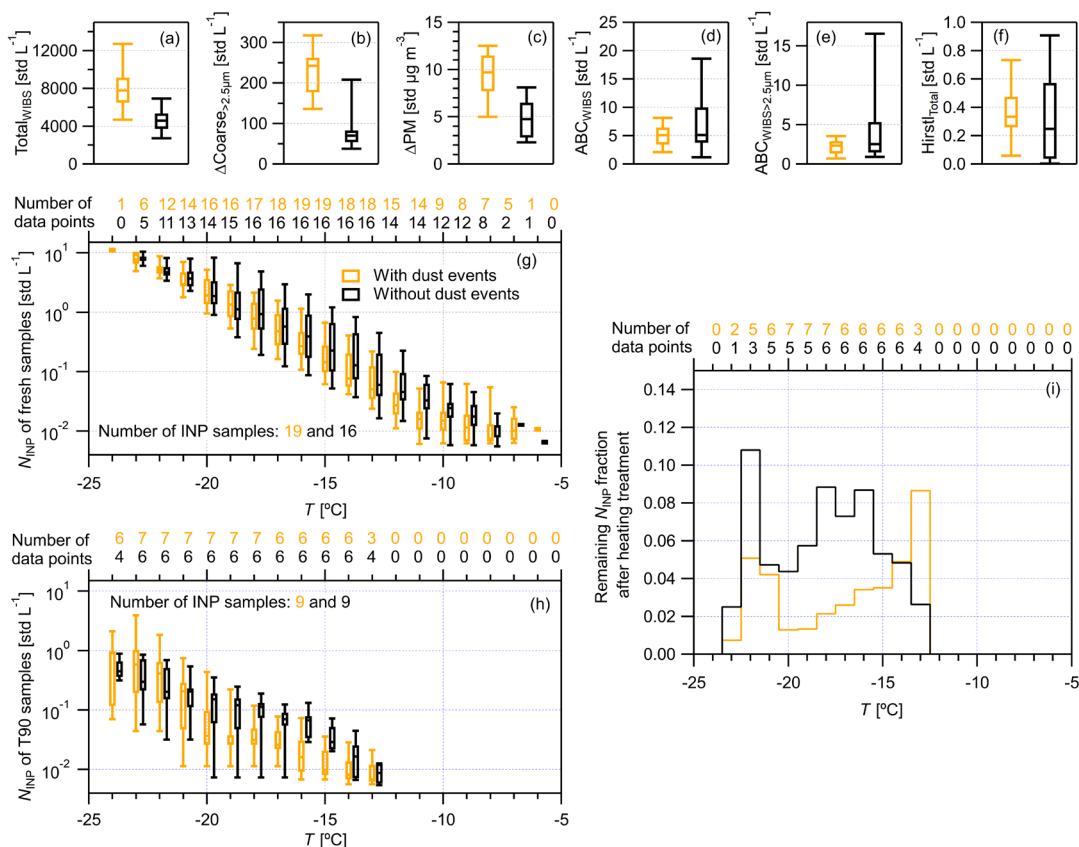 Total_WIBS [std L⁻¹]
12000
8000
4000
0
(a)
ΔCoarse_>2.5µm [std L⁻¹]
300
200
100
0
(b)
ΔPM [std µg m⁻³]
15
10
5
0
(c)
ABC_WIBS [std L⁻¹]
20
15
10
5
0
(d)
ABC_WIBS>2.5µm [std L⁻¹]
15
10
5
0
(e)
Hirstl_Total [std L⁻¹]
1.0
0.8
0.6
0.4
0.2
0.0
(f)
Number of 1 6 12 14 16 16 17 18 19 19 18 18 15 14 9 8 7 5 1 0
data points 0 5 11 13 14 15 16 16 16 16 16 16 16 14 12 12 8 2 1 0
N_INP of fresh samples [std L⁻¹]
10¹
10⁰
10⁻¹
10⁻²
(g)
With dust events
Without dust events
Number of INP samples: 19 and 16
-25 -20 -15 -10 -5
T [ºC]
Number of 6 7 7 7 7 7 7 6 6 6 6 3 0 0 0 0 0 0 0 0
data points 4 6 6 6 6 6 6 6 6 6 6 4 0 0 0 0 0 0 0 0
N_INP of T90 samples [std L⁻¹]
10¹
10⁰
10⁻¹
10⁻²
Number of INP samples: 9 and 9
(h)
-25 -20 -15 -10 -5
T [ºC]
Number of 0 2 5 6 7 7 7 6 6 6 6 3 0 0 0 0 0 0 0 0
data points 0 1 3 5 5 5 6 6 6 6 6 4 0 0 0 0 0 0 0 0
Remaining N_INP fraction
after heating treatment
0.14
0.12
0.10
0.08
0.06
0.04
0.02
0.00
(i)
-25 -20 -15 -10 -5
T [ºC]